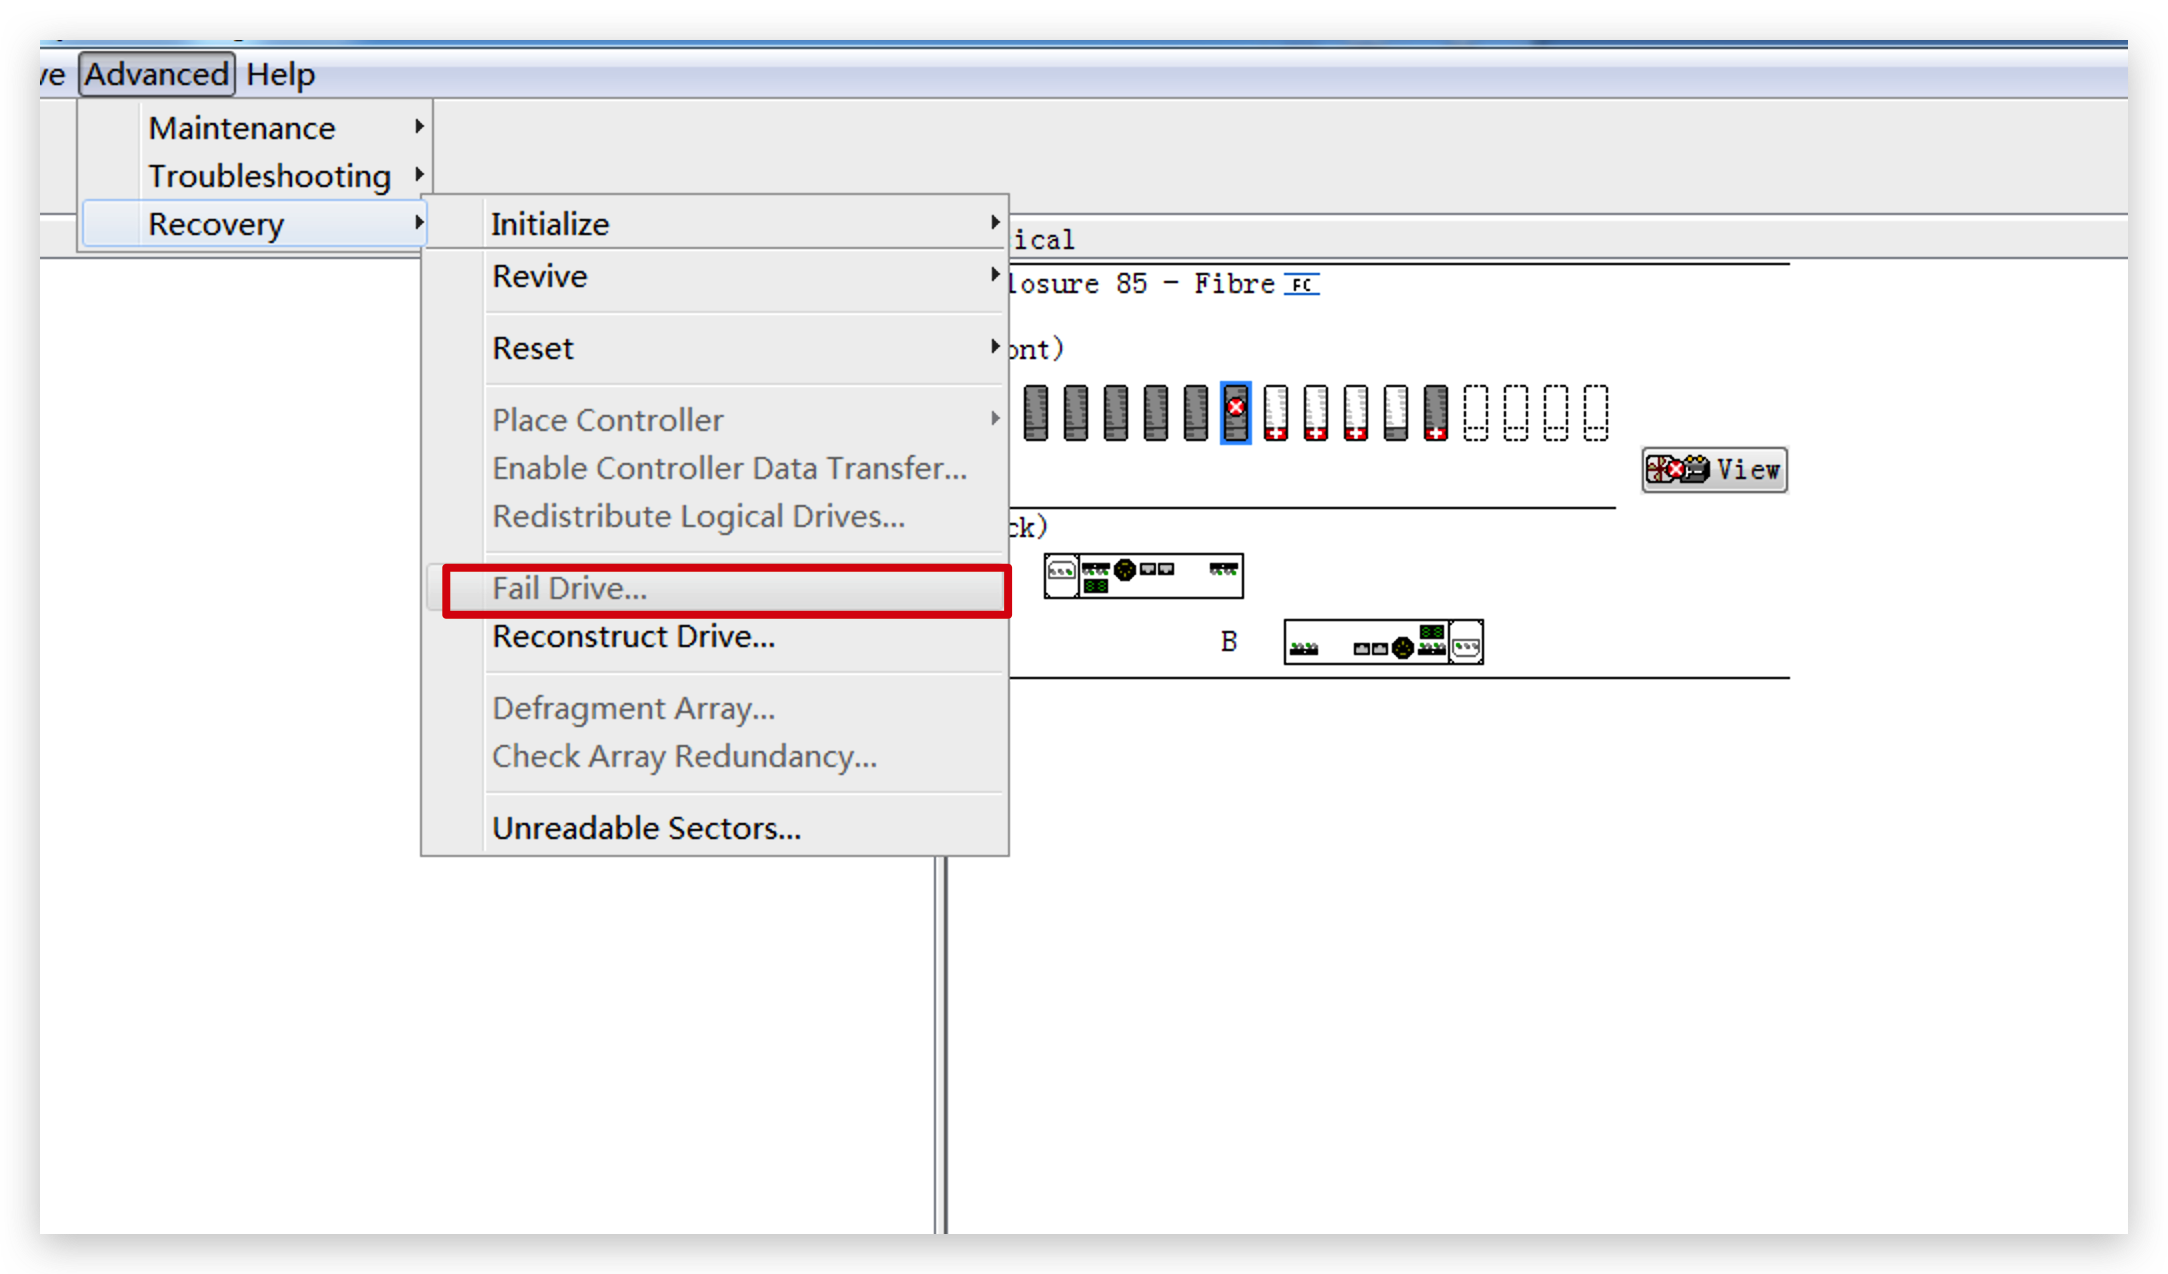 ve Advanced Help
Maintenance
Troubleshooting
Recovery
Initialize
Revive
Reset
Place Controller
Enable Controller Data Transfer...
Redistribute Logical Drives...
Fail Drive...
Reconstruct Drive...
Defragment Array...
Check Array Redundancy...
Unreadable Sectors...
ical
losure 85 - Fibre FC
ont)
View
ck)
B